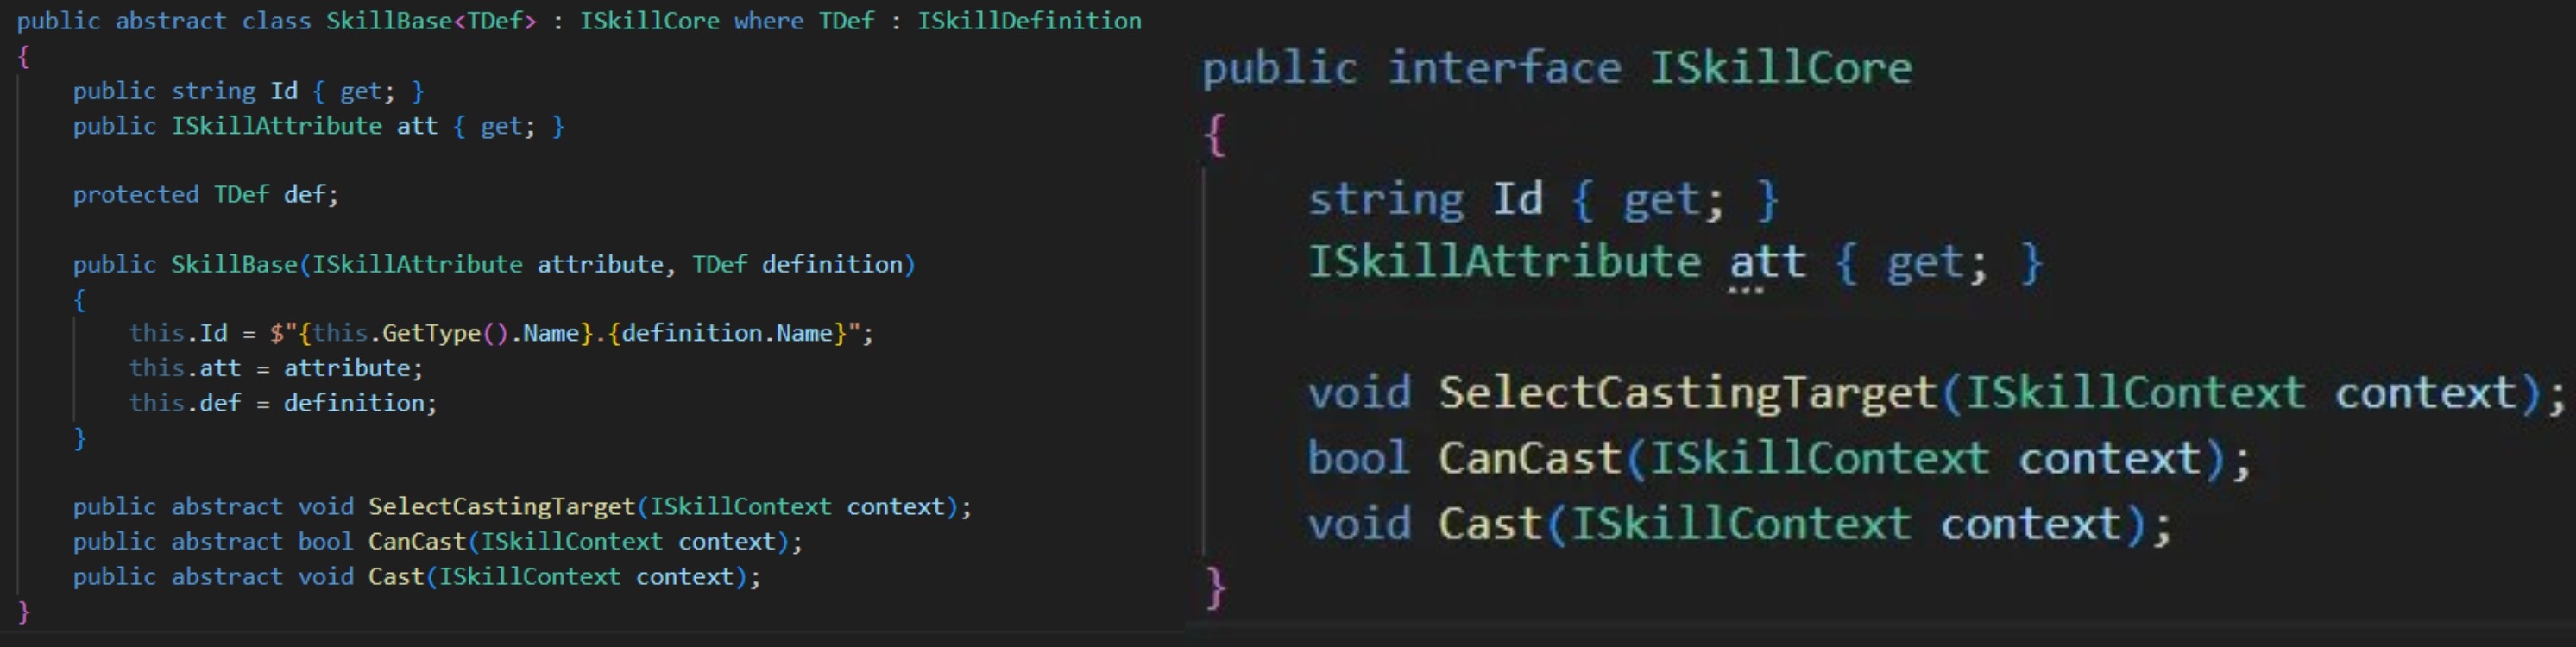 public abstract class SkillBase<TDef> : ISkillCore where TDef : ISkillDefinition
{
    public string Id { get; }
    public ISkillAttribute att { get; }
    protected TDef def;
    public SkillBase(ISkillAttribute attribute, TDef definition)
    {
        this.Id = $"{this.GetType().Name}.{definition.Name}";
        this.att = attribute;
        this.def = definition;
    }
    public abstract void SelectCastingTarget(ISkillContext context);
    public abstract bool CanCast(ISkillContext context);
    public abstract void Cast(ISkillContext context);
}
public interface ISkillCore
{
    string Id { get; }
    ISkillAttribute att { get; }
    void SelectCastingTarget(ISkillContext context);
    bool CanCast(ISkillContext context);
    void Cast(ISkillContext context);
}